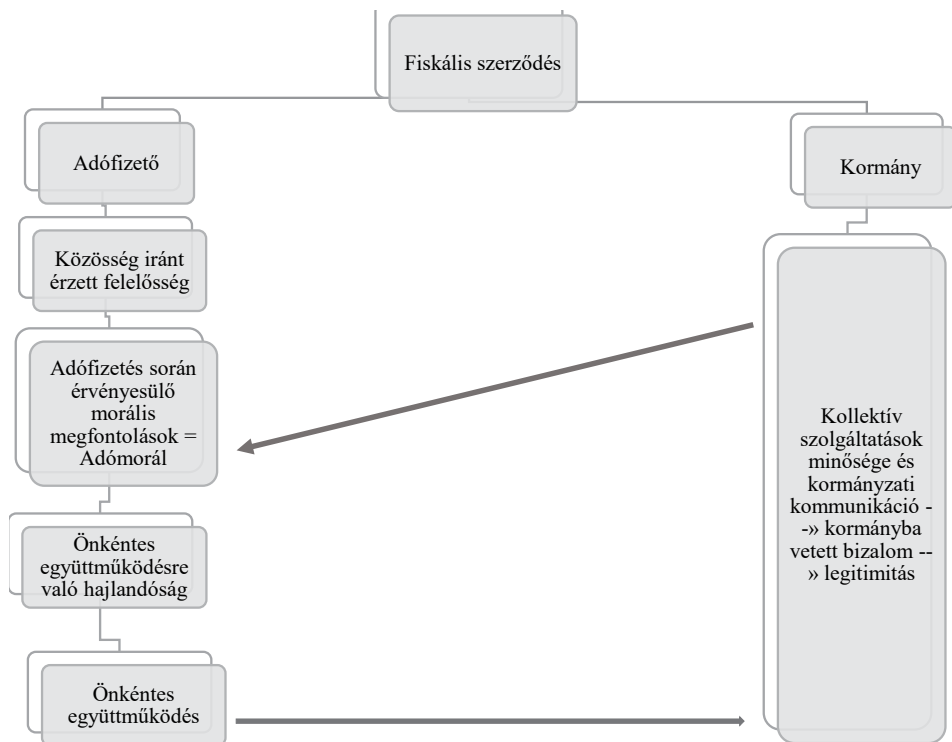 Fiskális szerződés
Adófizető
Kormány
Közösség iránt
érzett felelősség
Adófizetés során
érvényesülő
morális
megfontolások =
Adómorál
Önkéntes
együttműködésre
való hajlandóság
Önkéntes
együttműködés
Kollektív
szolgáltatások
minősége és
kormányzati
kommunikáció -
-» kormányba
vetett bizalom --
» legitimitás